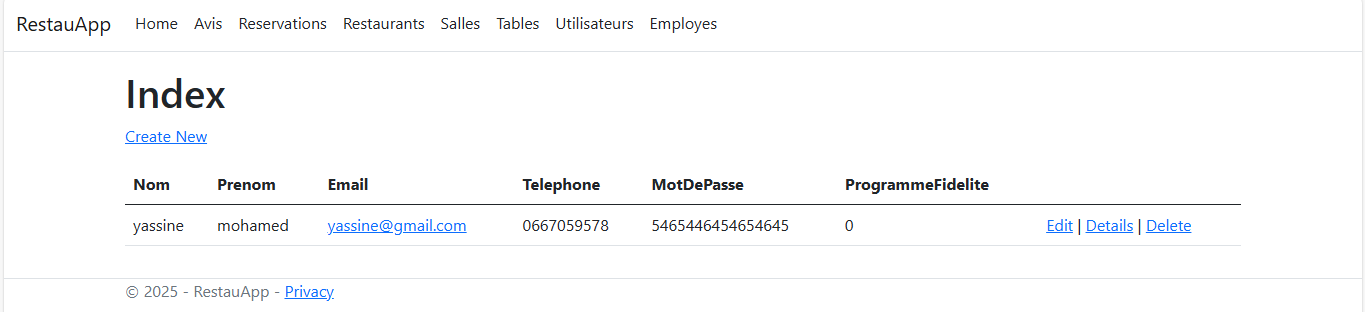 RestauApp Home Avis Reservations Restaurants Salles Tables Utilisateurs Employes
Index
Create New
Nom Prenom Email Telephone MotDePasse ProgrammeFidelite
yassine mohamed yassine@gmail.com 0667059578 5465446454654645 0 Edit | Details | Delete
© 2025 - RestauApp - Privacy